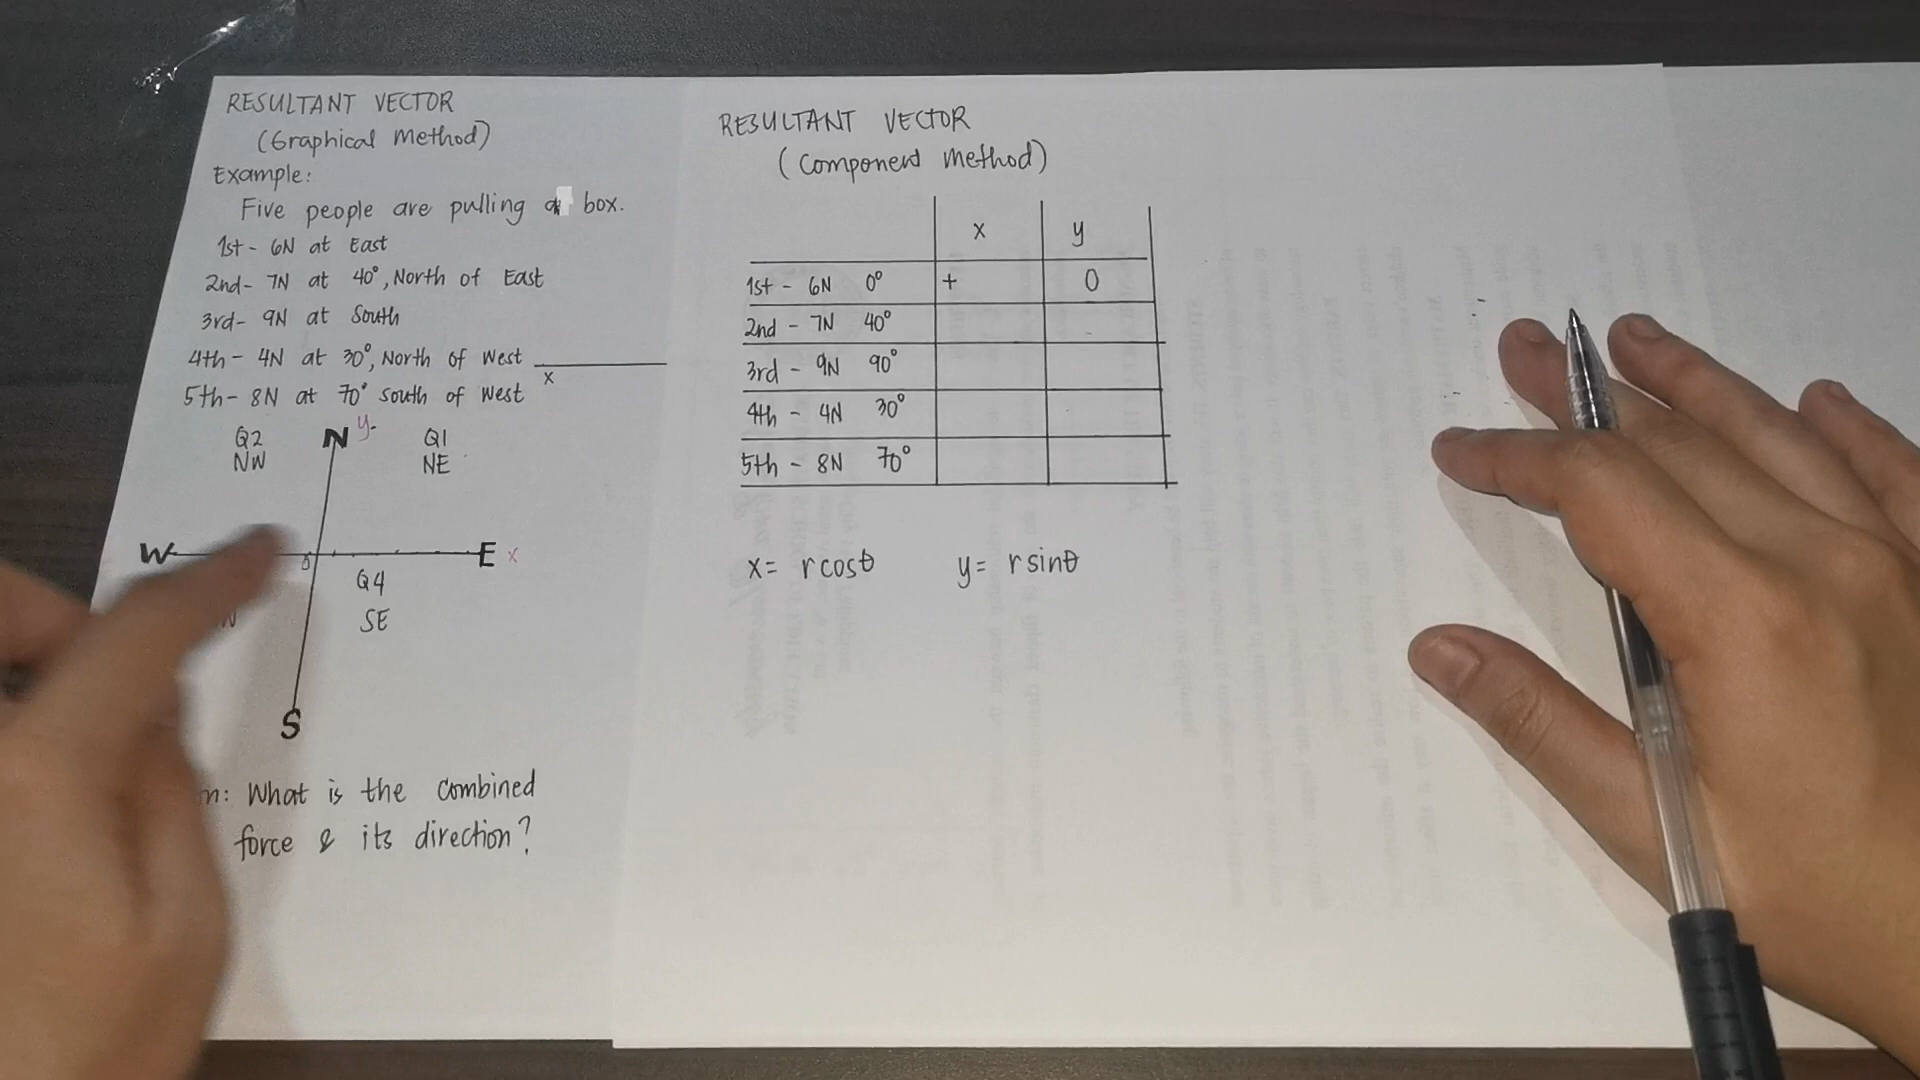 RESULTANT VECTOR
(Graphical Method)
Example:
Five people are pulling a box.
1st - 6N at East
2nd- 7N at 40°, North of East
3rd- 9N at South
4th - 4N at 30°, North of West
x
5th- 8N at 70° South of West
Q2 N y Q1
NW NE
W E x
Q4
SE
S
What is the combined
force & its direction?
RESULTANT VECTOR
(Component Method)
x y
1st - 6N 0° + 0
2nd - 7N 40°
3rd - 9N 90°
4th - 4N 30°
5th - 8N 70°
x= rcosθ y= rsinθ